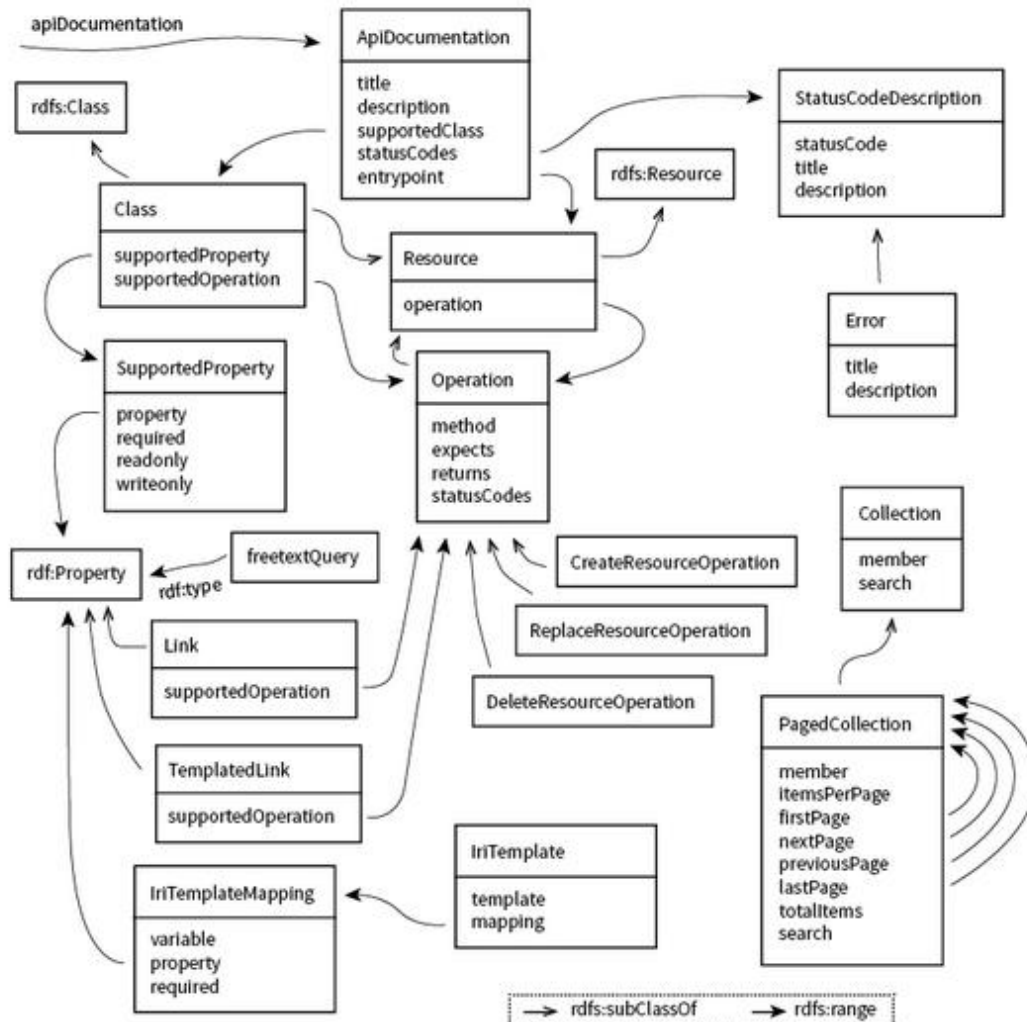 apiDocumentation
ApiDocumentation
title
description
supportedClass
statusCodes
entrypoint
rdfs:Class
StatusCodeDescription
statusCode
title
description
rdfs:Resource
Class
supportedProperty
supportedOperation
Resource
operation
Error
title
description
SupportedProperty
property
required
readonly
writeonly
Operation
method
expects
returns
statusCodes
Collection
member
search
rdf:Property
rdf:type
freetextQuery
CreateResourceOperation
ReplaceResourceOperation
DeleteResourceOperation
Link
supportedOperation
TemplatedLink
supportedOperation
PagedCollection
member
itemsPerPage
firstPage
nextPage
previousPage
lastPage
totalItems
search
IriTemplate
template
mapping
IriTemplateMapping
variable
property
required
rdfs:subClassOf
rdfs:range